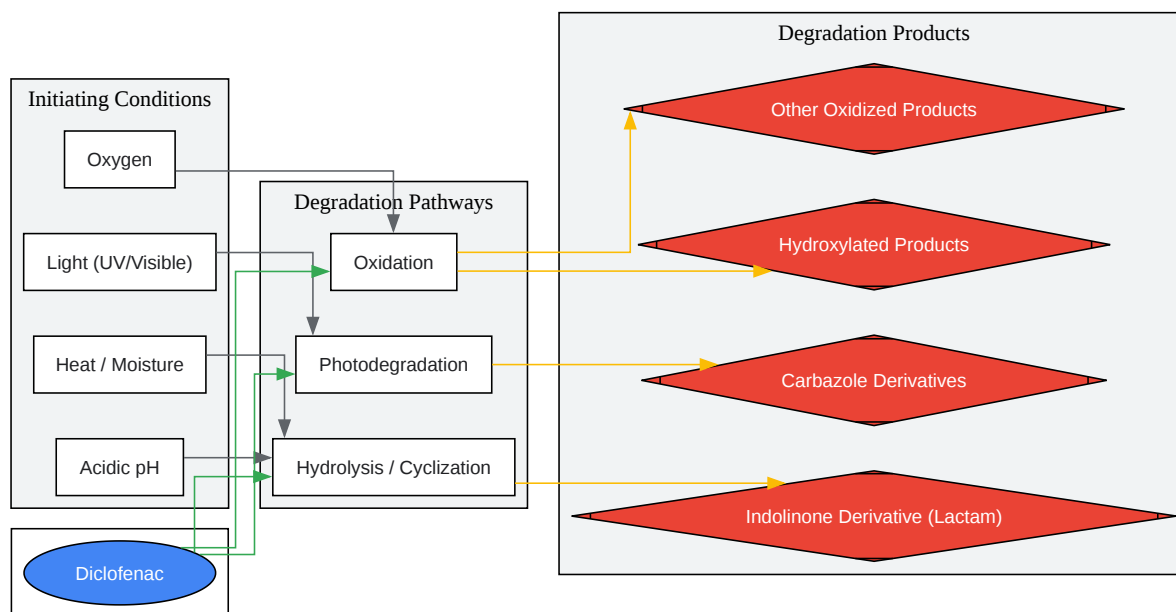 Initiating Conditions
Oxygen
Light (UV/Visible)
Heat / Moisture
Acidic pH
Diclofenac
Degradation Pathways
Oxidation
Photodegradation
Hydrolysis / Cyclization
Degradation Products
Other Oxidized Products
Hydroxylated Products
Carbazole Derivatives
Indolinone Derivative (Lactam)